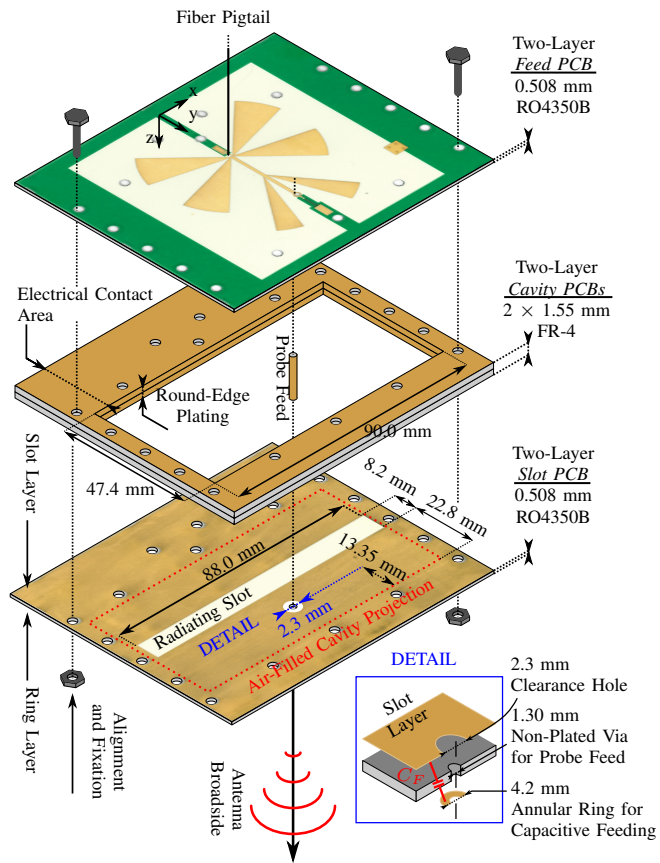 Fiber Pigtail
Two-Layer
Feed PCB
0.508 mm
RO4350B
x
y
z
Two-Layer
Cavity PCBs
2 × 1.55 mm
FR-4
Electrical Contact
Area
Round-Edge
Plating
Probe Feed
90.0 mm
47.4 mm
Slot Layer
Two-Layer
Slot PCB
0.508 mm
RO4350B
8.2 mm
22.8 mm
88.0 mm
13.35 mm
Radiating Slot
DETAIL
2.3 mm
Air-Filled Cavity Projection
Ring Layer
Alignment
and Fixation
Antenna
Broadside
DETAIL
Slot
Layer
C_F
2.3 mm
Clearance Hole
1.30 mm
Non-Plated Via
for Probe Feed
4.2 mm
Annular Ring for
Capacitive Feeding